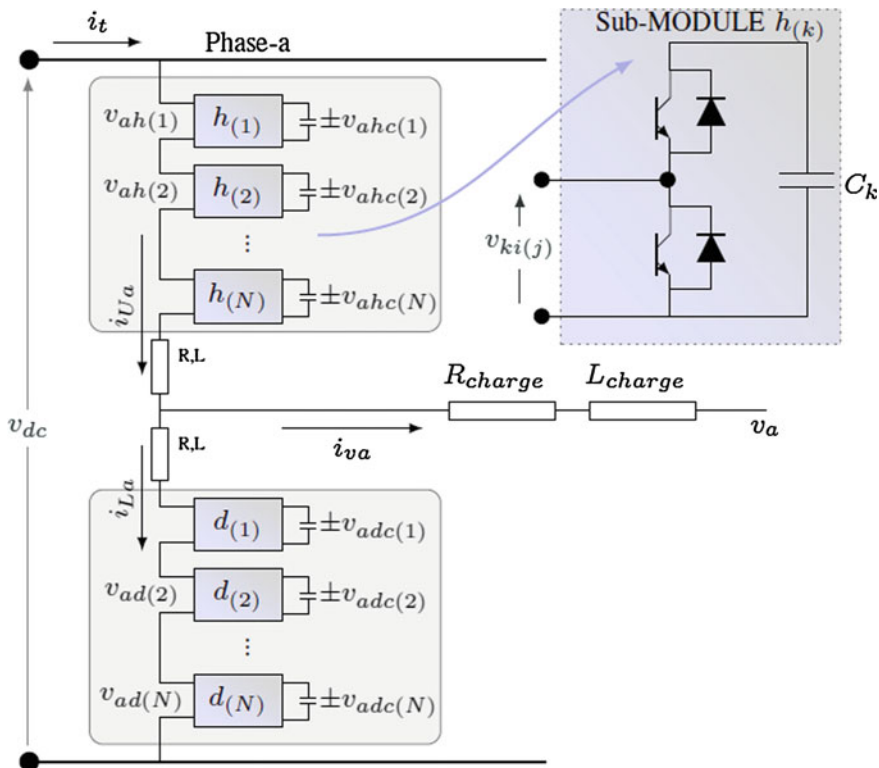 i_t
Phase-a
Sub-MODULE h_(k)
v_ah(1)
h_(1)
±v_ahc(1)
v_ah(2)
h_(2)
±v_ahc(2)
⋮
h_(N)
±v_ahc(N)
i_Ua
R,L
C_k
v_ki(j)
v_dc
R_charge
L_charge
i_va
v_a
R,L
i_La
d_(1)
±v_adc(1)
v_ad(2)
d_(2)
±v_adc(2)
⋮
v_ad(N)
d_(N)
±v_adc(N)